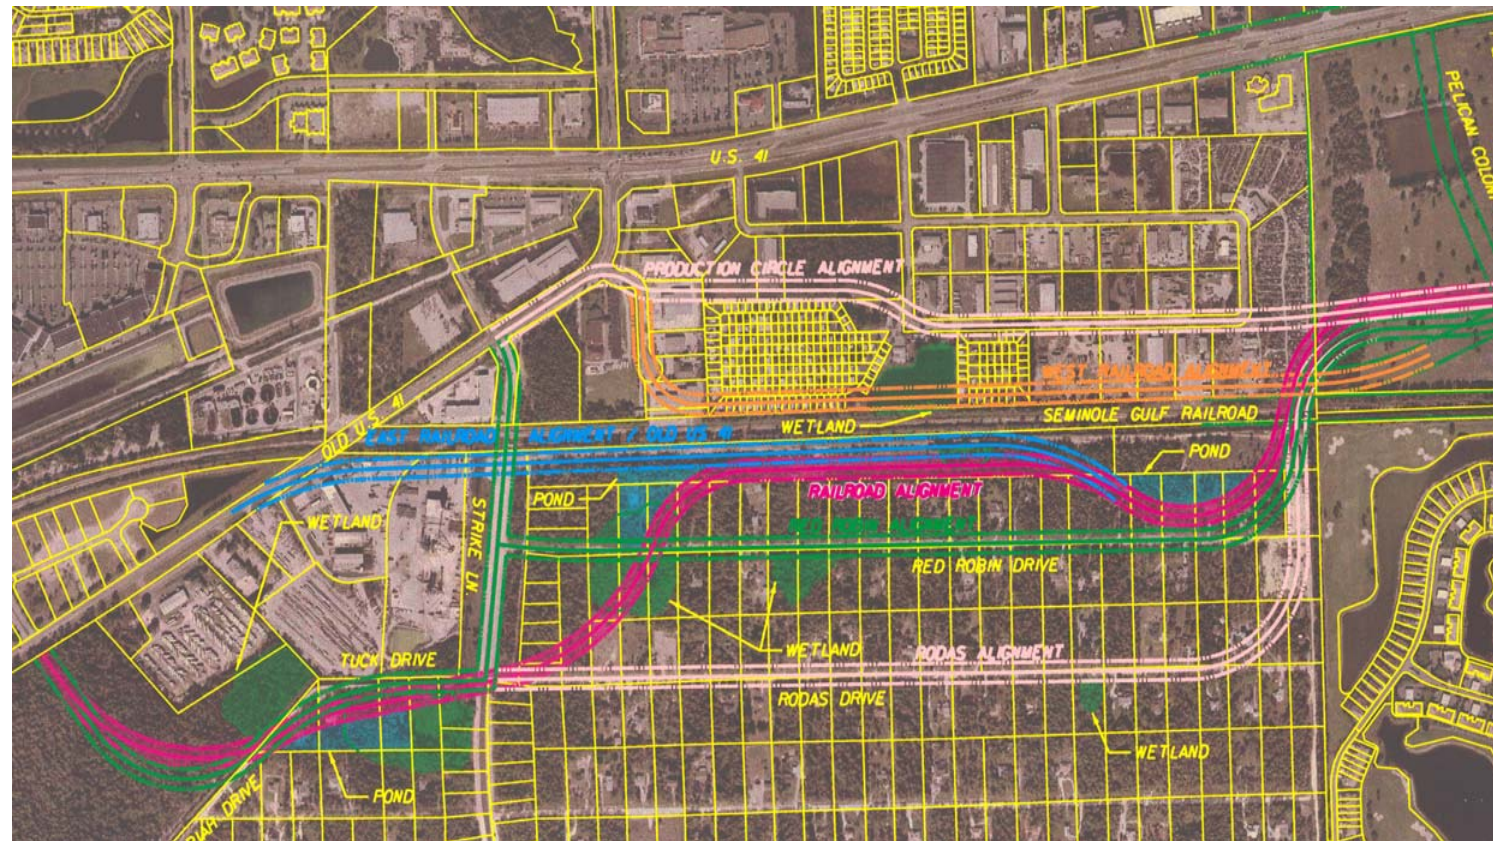 PELICAN COLONY
U.S. 41
PRODUCTION CIRCLE ALIGNMENT
WEST RAILROAD ALIGNMENT
SEMINOLE GULF RAILROAD
WETLAND
OLD U.S. 41
EAST RAILROAD ALIGNMENT / OLD US 41
POND
RAILROAD ALIGNMENT
POND
STRIKE LN
WETLAND
RED ROBIN ALIGNMENT
RED ROBIN DRIVE
WETLAND
RODAS ALIGNMENT
TUCK DRIVE
RODAS DRIVE
WETLAND
POND
DRIVE